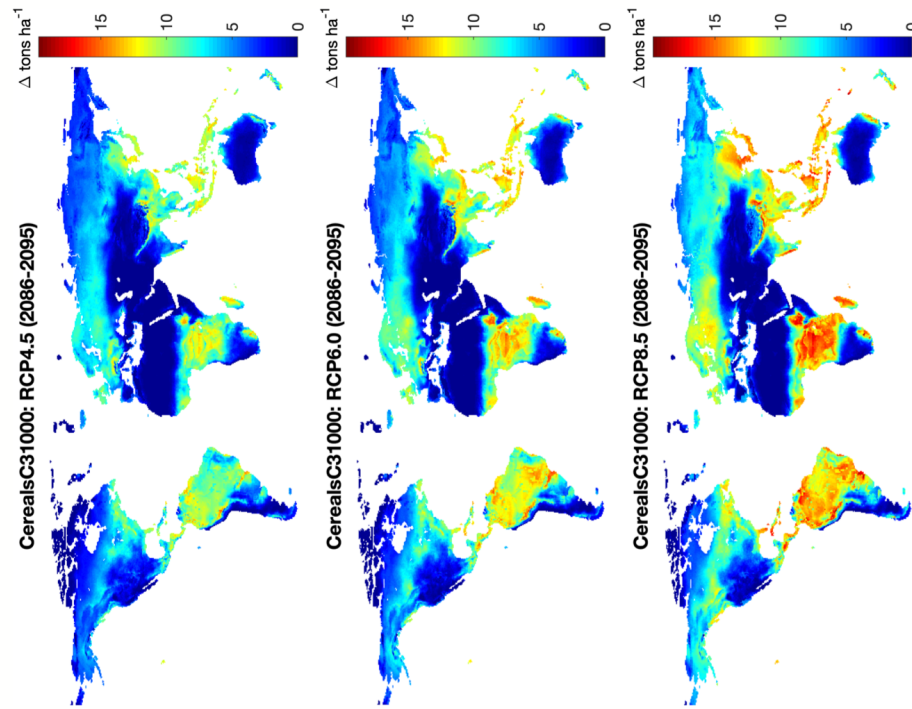 CerealsC31000: RCP4.5 (2086-2095)
Δ tons ha⁻¹
15
10
5
0
CerealsC31000: RCP6.0 (2086-2095)
Δ tons ha⁻¹
15
10
5
0
CerealsC31000: RCP8.5 (2086-2095)
Δ tons ha⁻¹
15
10
5
0